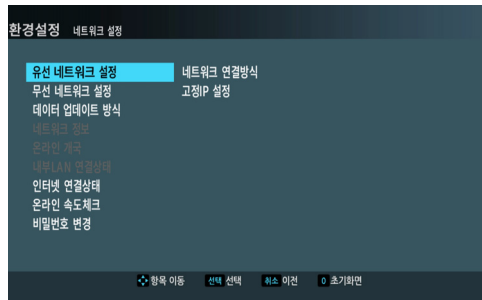 환경설정 네트워크 설정
유선 네트워크 설정 네트워크 연결방식
무선 네트워크 설정 고정IP 설정
데이터 업데이트 방식
네트워크 정보
온라인 개국
내부LAN 연결상태
인터넷 연결상태
온라인 속도체크
비밀번호 변경
항목 이동 선택 선택 취소 이전 0 초기화면